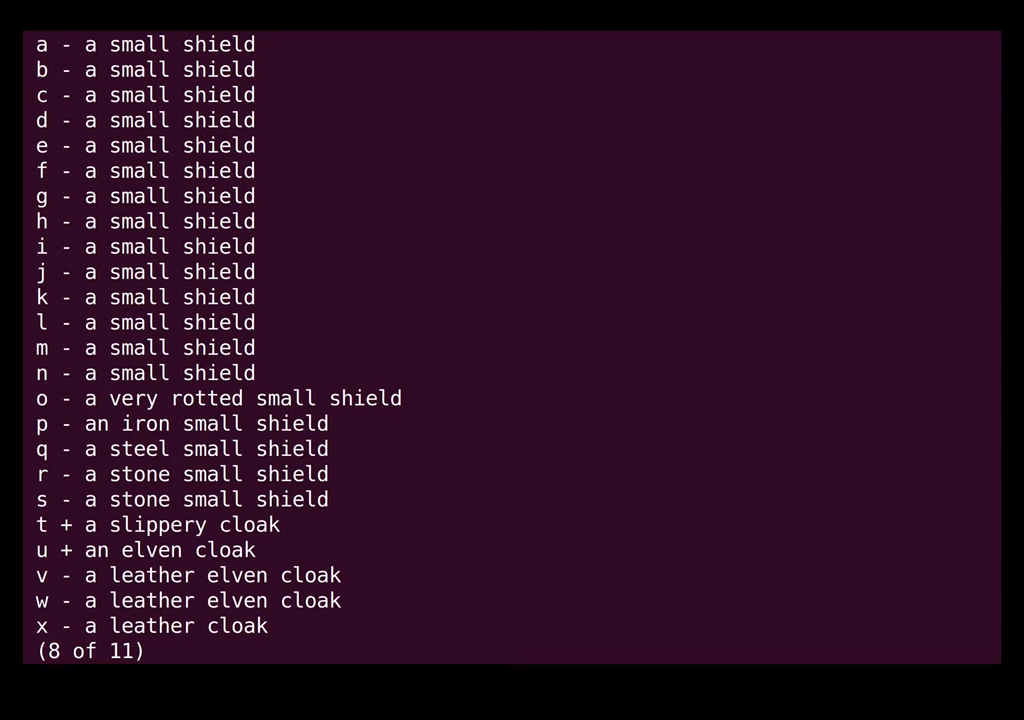 a - a small shield
b - a small shield
c - a small shield
d - a small shield
e - a small shield
f - a small shield
g - a small shield
h - a small shield
i - a small shield
j - a small shield
k - a small shield
l - a small shield
m - a small shield
n - a small shield
o - a very rotted small shield
p - an iron small shield
q - a steel small shield
r - a stone small shield
s - a stone small shield
t + a slippery cloak
u + an elven cloak
v - a leather elven cloak
w - a leather elven cloak
x - a leather cloak
(8 of 11)